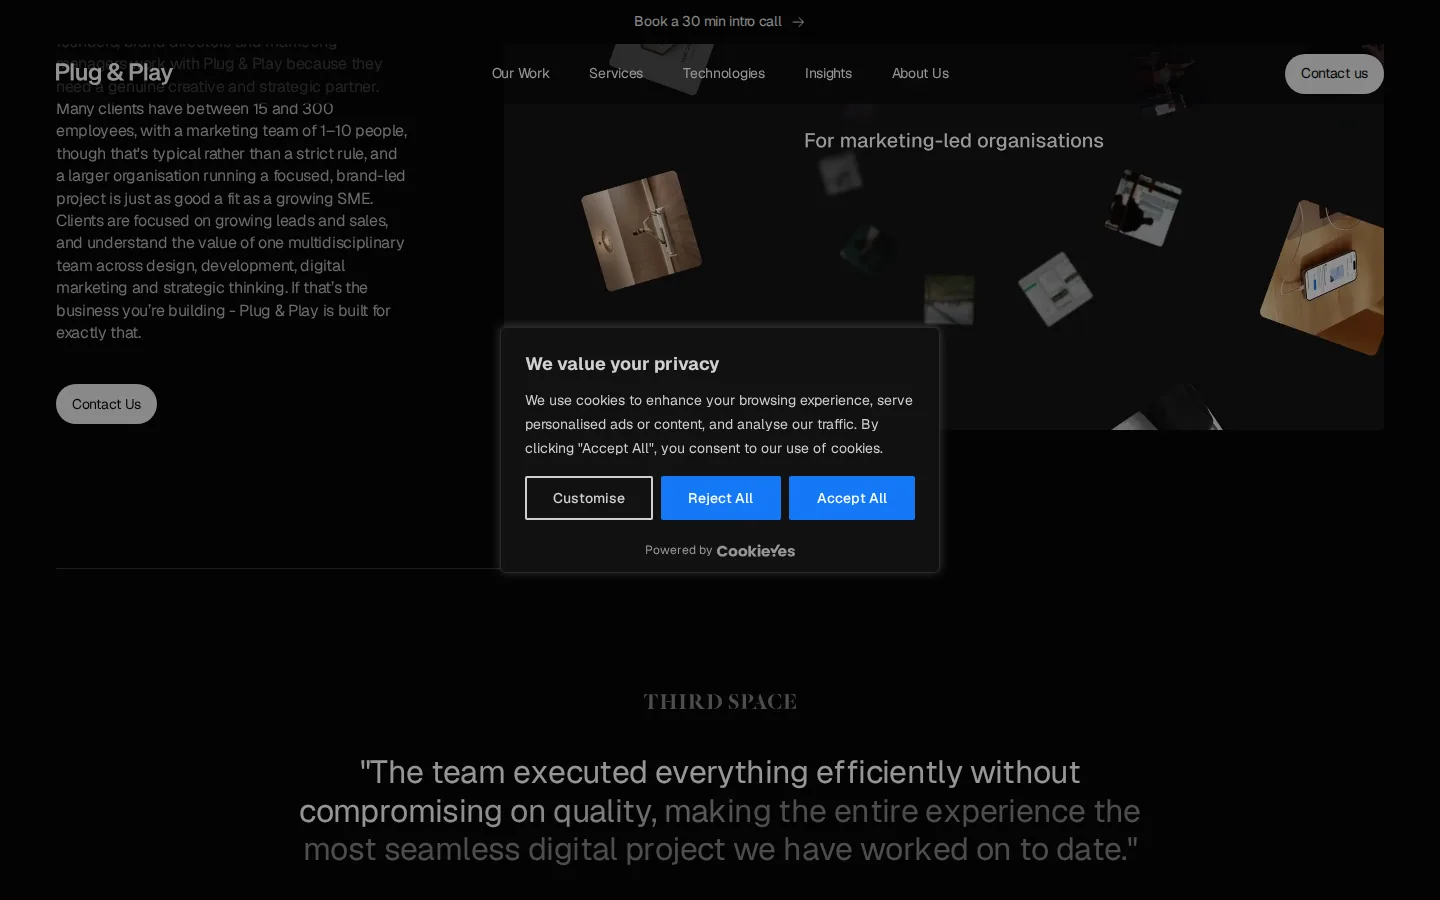 Book a 30 min intro call
founders, brand directors and marketing
managers work with Plug & Play because they
need a genuine creative and strategic partner.
Many clients have between 15 and 300
employees, with a marketing team of 1–10 people,
though that's typical rather than a strict rule, and
a larger organisation running a focused, brand-led
project is just as good a fit as a growing SME.
Clients are focused on growing leads and sales,
and understand the value of one multidisciplinary
team across design, development, digital
marketing and strategic thinking. If that's the
business you're building - Plug & Play is built for
exactly that.
Contact Us
Plug & Play
Our Work
Services
Technologies
Insights
About Us
Contact us
For marketing-led organisations
We value your privacy
We use cookies to enhance your browsing experience, serve
personalised ads or content, and analyse our traffic. By
clicking "Accept All", you consent to our use of cookies.
Customise
Reject All
Accept All
Powered by CookieYes
THIRD SPACE
"The team executed everything efficiently without
compromising on quality, making the entire experience the
most seamless digital project we have worked on to date."